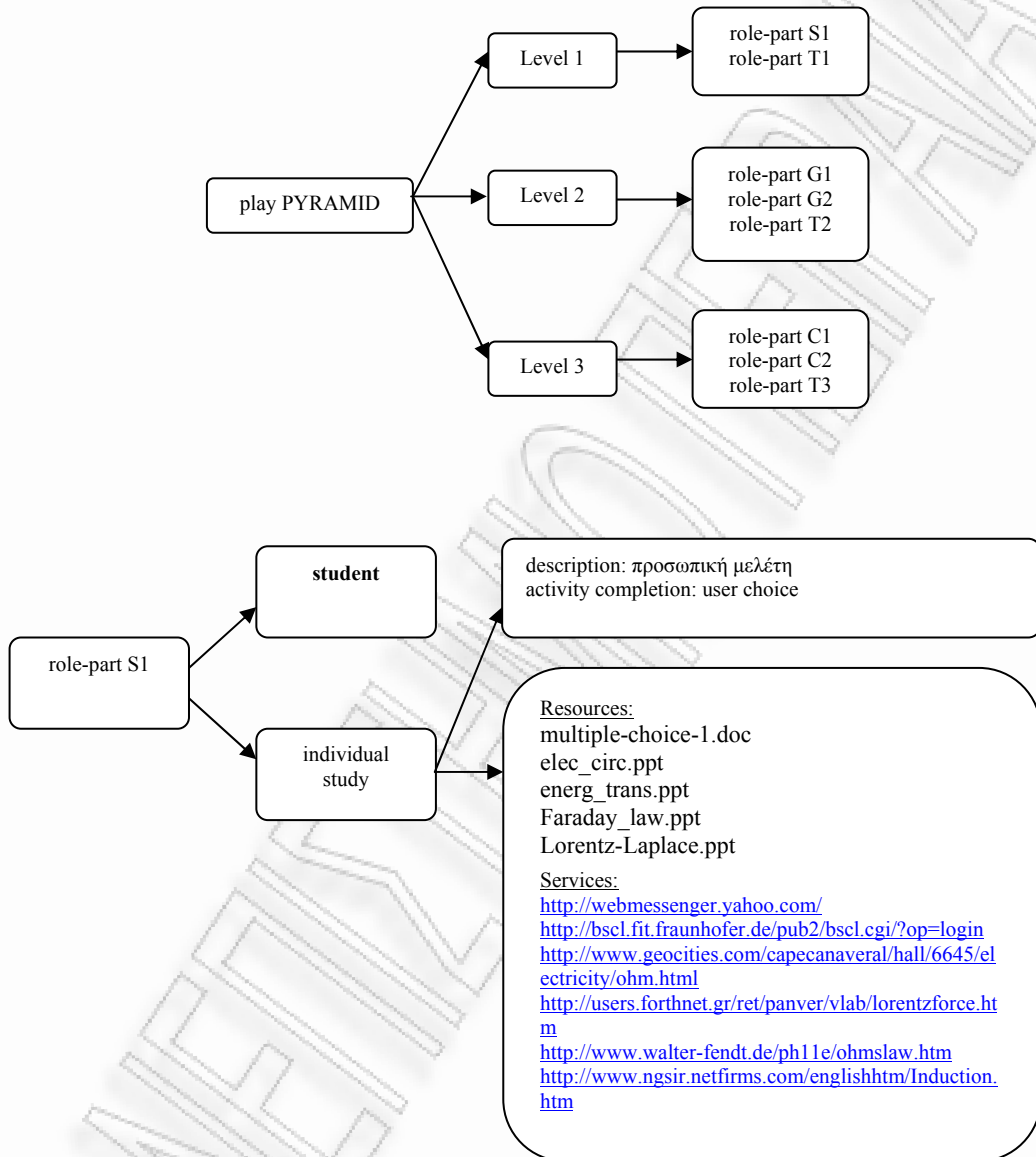 Level 1
role-part S1
role-part T1
play PYRAMID
Level 2
role-part G1
role-part G2
role-part T2
Level 3
role-part C1
role-part C2
role-part T3
role-part S1
student
individual
study
description: προσωπική μελέτη
activity completion: user choice
Resources:
multiple-choice-1.doc
elec_circ.ppt
energ_trans.ppt
Faraday_law.ppt
Lorentz-Laplace.ppt
Services:
http://webmessenger.yahoo.com/
http://bscl.fit.fraunhofer.de/pub2/bscl.cgi/?op=login
http://www.geocities.com/capecanaveral/hall/6645/el
ectricity/ohm.html
http://users.forthnet.gr/ret/panver/vlab/lorentzforce.ht
m
http://www.walter-fendt.de/ph11e/ohmslaw.htm
http://www.ngsir.netfirms.com/englishhtm/Induction.
htm